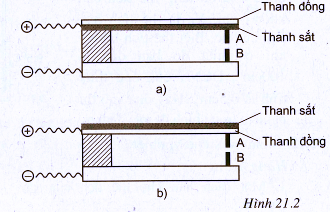 Thanh đồng
+
A
Thanh sắt
B
−
a)
Thanh sắt
+
A
Thanh đồng
B
−
b)
Hình 21.2